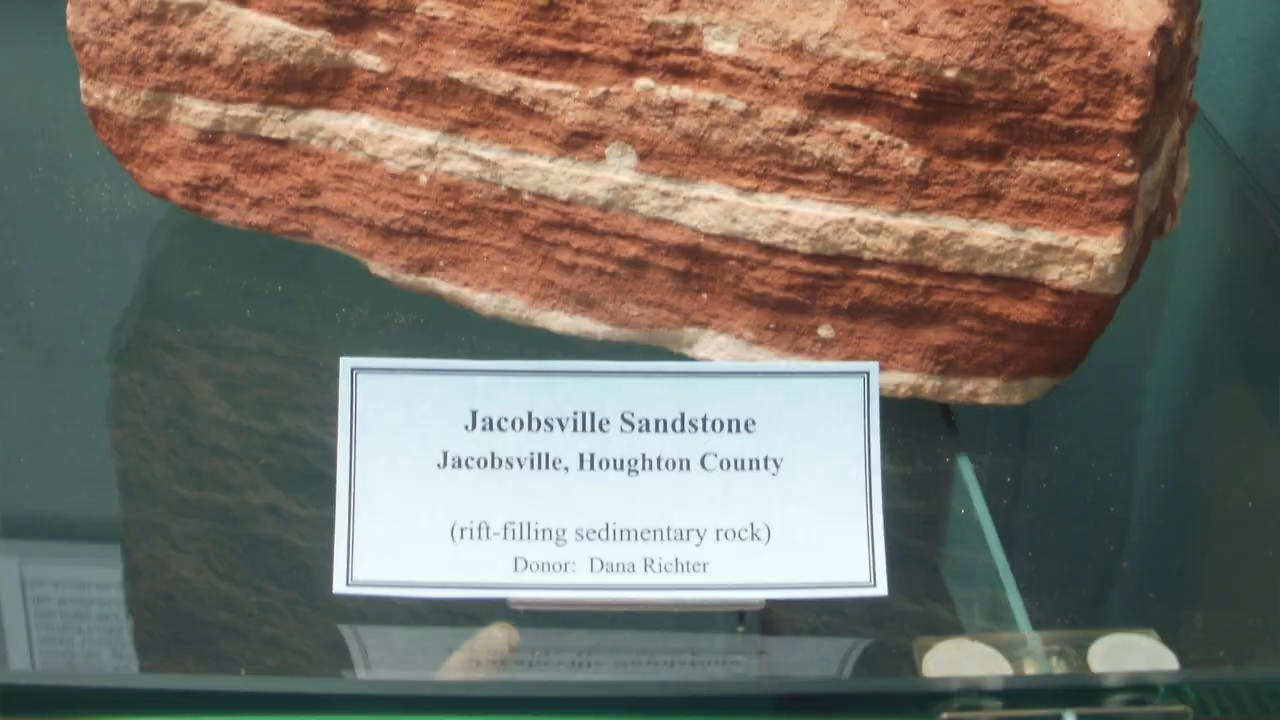 Jacobsville Sandstone
Jacobsville, Houghton County
(rift-filling sedimentary rock)
Donor: Dana Richter